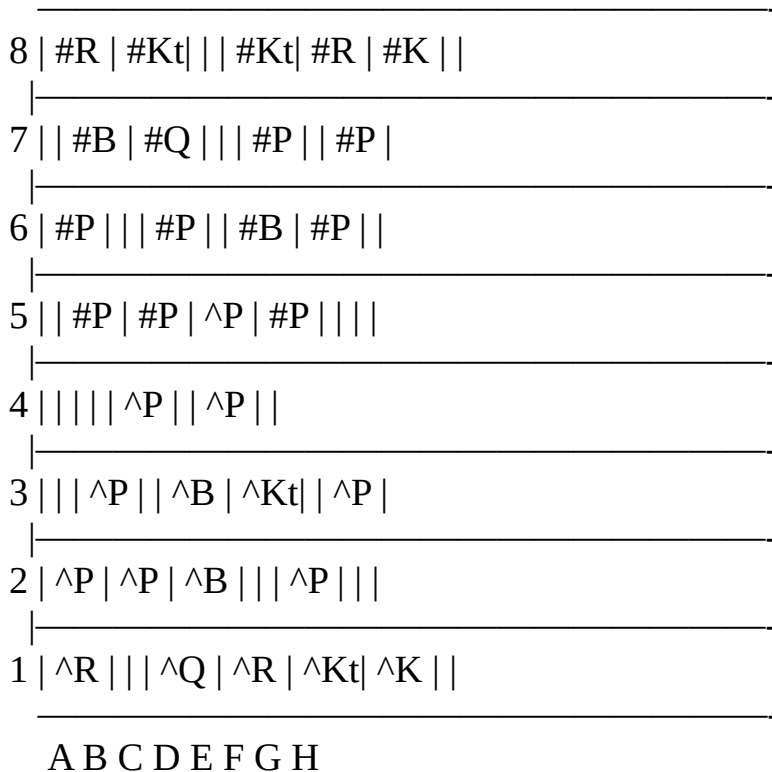 8 | #R | #Kt| | | #Kt| #R | #K | |
7 | | #B | #Q | | | #P | | #P |
6 | #P | | | #P | | #B | #P | |
5 | | #P | #P | ^P | #P | | | |
4 | | | | | ^P | | ^P | |
3 | | | ^P | | ^B | ^Kt| | ^P |
2 | ^P | ^P | ^B | | | ^P | | |
1 | ^R | | | ^Q | ^R | ^Kt| ^K | |
A B C D E F G H